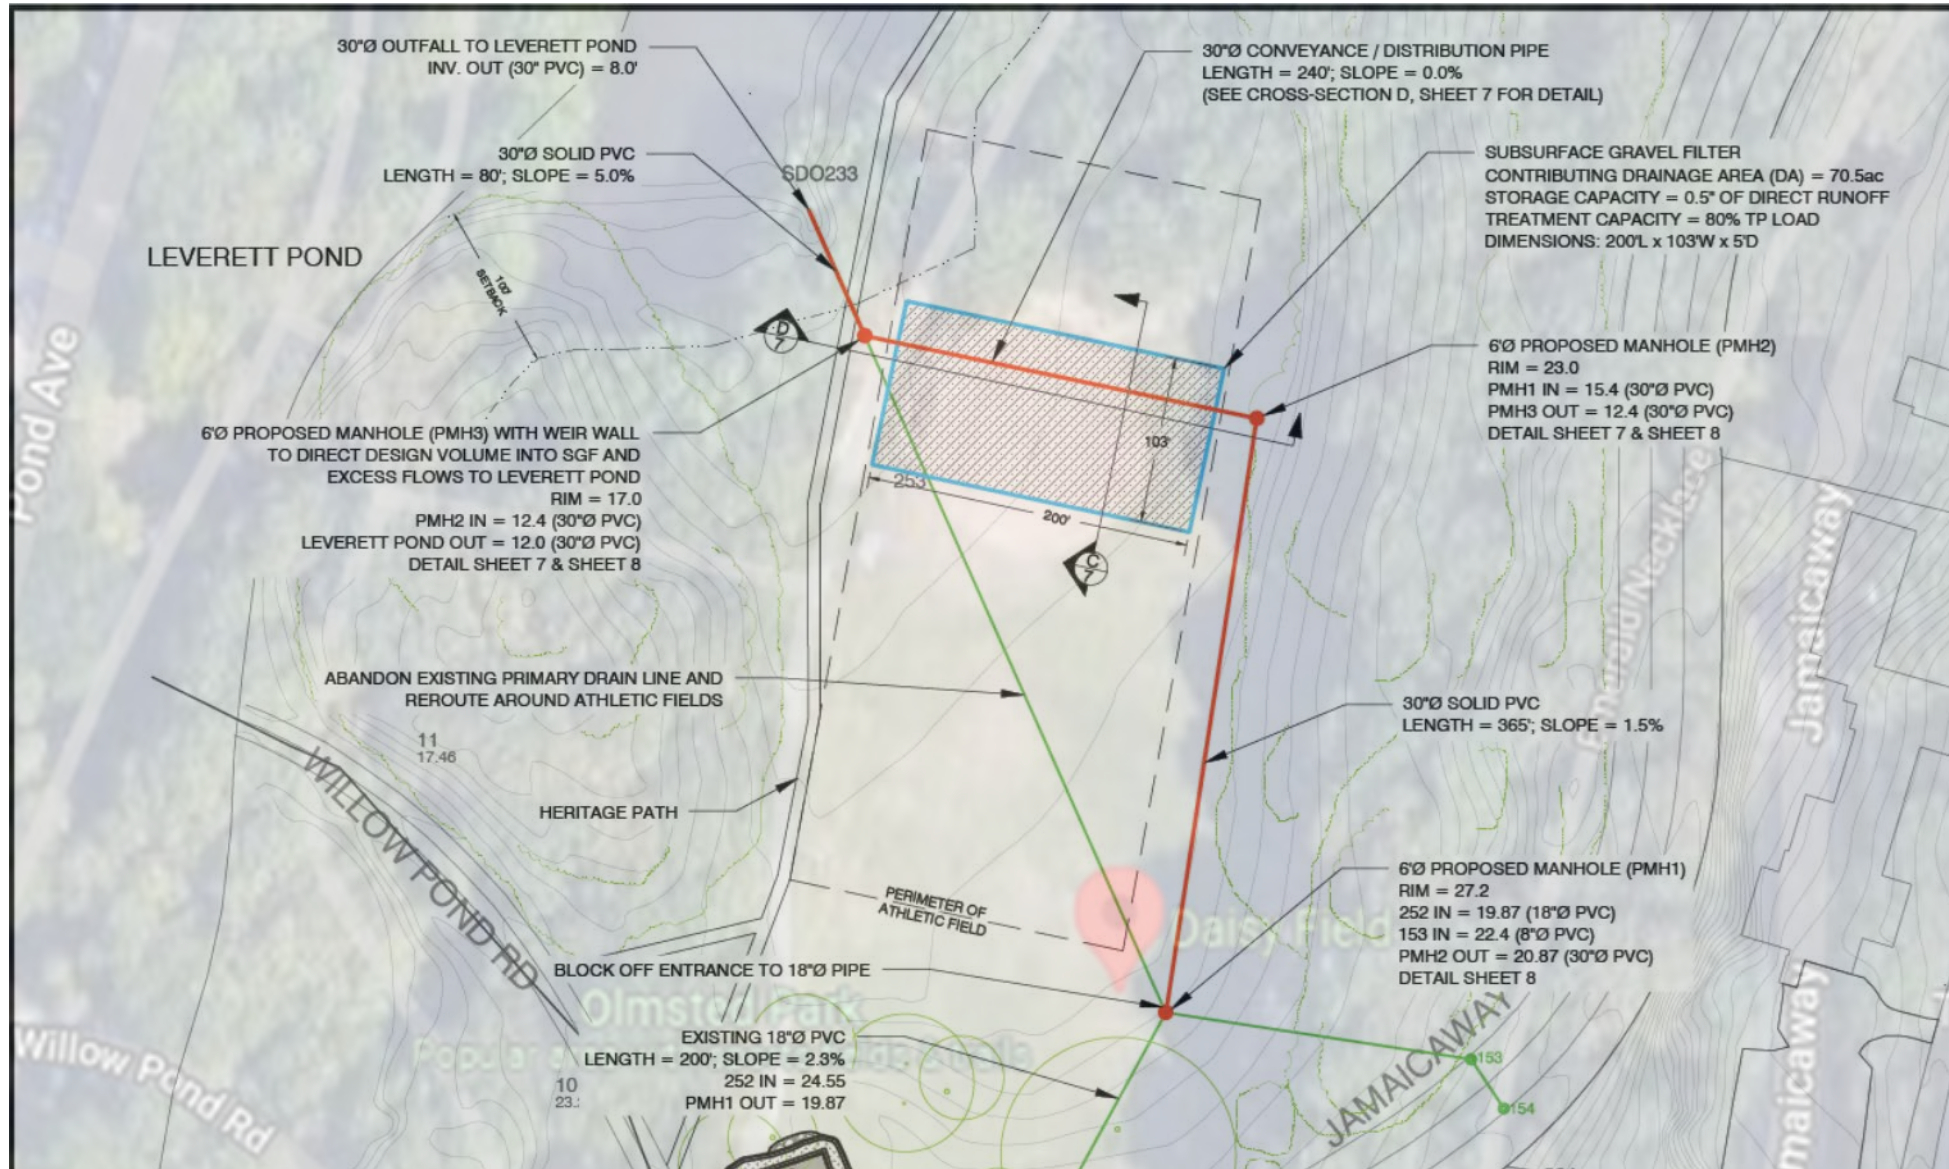 30"Ø OUTFALL TO LEVERETT POND
INV. OUT (30" PVC) = 8.0'
30"Ø CONVEYANCE / DISTRIBUTION PIPE
LENGTH = 240'; SLOPE = 0.0%
(SEE CROSS-SECTION D, SHEET 7 FOR DETAIL)
30"Ø SOLID PVC
LENGTH = 80'; SLOPE = 5.0%
SDO233
SUBSURFACE GRAVEL FILTER
CONTRIBUTING DRAINAGE AREA (DA) = 70.5ac
STORAGE CAPACITY = 0.5" OF DIRECT RUNOFF
TREATMENT CAPACITY = 80% TP LOAD
DIMENSIONS: 200'L x 103'W x 5'D
LEVERETT POND
100'
SETBACK
D
7
6'Ø PROPOSED MANHOLE (PMH2)
RIM = 23.0
PMH1 IN = 15.4 (30"Ø PVC)
PMH3 OUT = 12.4 (30"Ø PVC)
DETAIL SHEET 7 & SHEET 8
Pond Ave
6'Ø PROPOSED MANHOLE (PMH3) WITH WEIR WALL
TO DIRECT DESIGN VOLUME INTO SGF AND
EXCESS FLOWS TO LEVERETT POND
RIM = 17.0
PMH2 IN = 12.4 (30"Ø PVC)
LEVERETT POND OUT = 12.0 (30"Ø PVC)
DETAIL SHEET 7 & SHEET 8
103'
253
200'
C
7
Necklace
Jamaicaway
ABANDON EXISTING PRIMARY DRAIN LINE AND
REROUTE AROUND ATHLETIC FIELDS
30"Ø SOLID PVC
LENGTH = 365'; SLOPE = 1.5%
11
17.46
WILLOW POND RD
HERITAGE PATH
PERIMETER OF
ATHLETIC FIELD
Daisy Field
6'Ø PROPOSED MANHOLE (PMH1)
RIM = 27.2
252 IN = 19.87 (18"Ø PVC)
153 IN = 22.4 (8"Ø PVC)
PMH2 OUT = 20.87 (30"Ø PVC)
DETAIL SHEET 8
BLOCK OFF ENTRANCE TO 18"Ø PIPE
Olmsted Park
Popular
EXISTING 18"Ø PVC
LENGTH = 200'; SLOPE = 2.3%
252 IN = 24.55
PMH1 OUT = 19.87
Willow Pond Rd
10
23.
JAMAICAWAY
153
154
maicaway